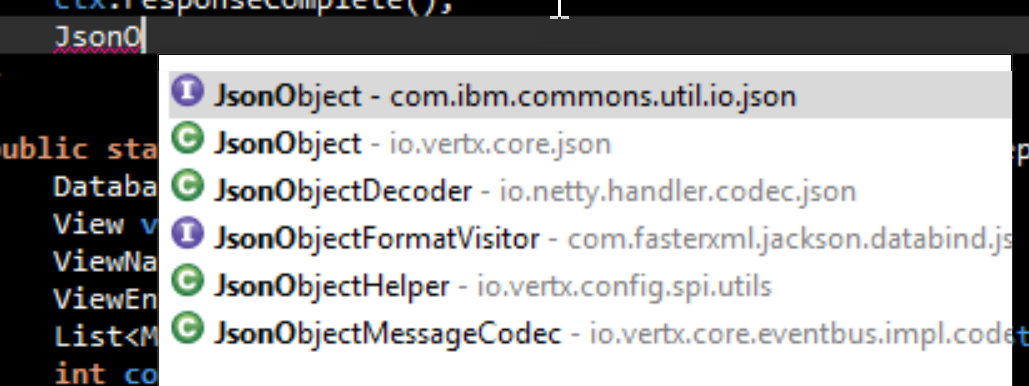 ctx.responseComplete();
JsonO
JsonObject - com.ibm.commons.util.io.json
JsonObject - io.vertx.core.json
public sta
Databa
JsonObjectDecoder - io.netty.handler.codec.json
View v
JsonObjectFormatVisitor - com.fasterxml.jackson.databind.js
ViewNa
JsonObjectHelper - io.vertx.config.spi.utils
ViewEn
List<M
JsonObjectMessageCodec - io.vertx.core.eventbus.impl.codec
int co